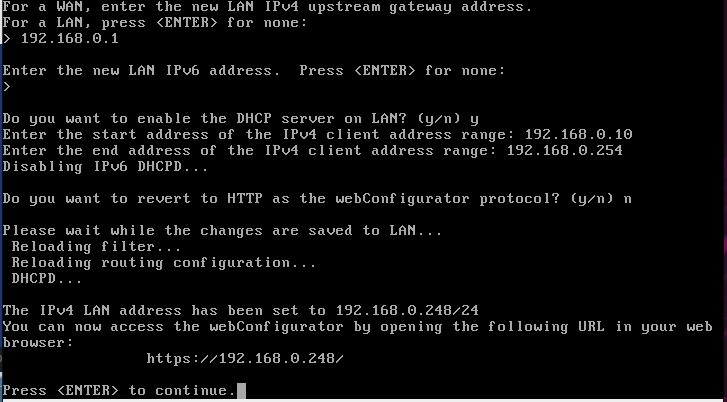 For a WAN, enter the new LAN IPv4 upstream gateway address.
For a LAN, press <ENTER> for none:
> 192.168.0.1
Enter the new LAN IPv6 address.  Press <ENTER> for none:
>
Do you want to enable the DHCP server on LAN? (y/n) y
Enter the start address of the IPv4 client address range: 192.168.0.10
Enter the end address of the IPv4 client address range: 192.168.0.254
Disabling IPv6 DHCPD...
Do you want to revert to HTTP as the webConfigurator protocol? (y/n) n
Please wait while the changes are saved to LAN...
Reloading filter...
Reloading routing configuration...
DHCPD...
The IPv4 LAN address has been set to 192.168.0.248/24
You can now access the webConfigurator by opening the following URL in your web
browser:
https://192.168.0.248/
Press <ENTER> to continue.